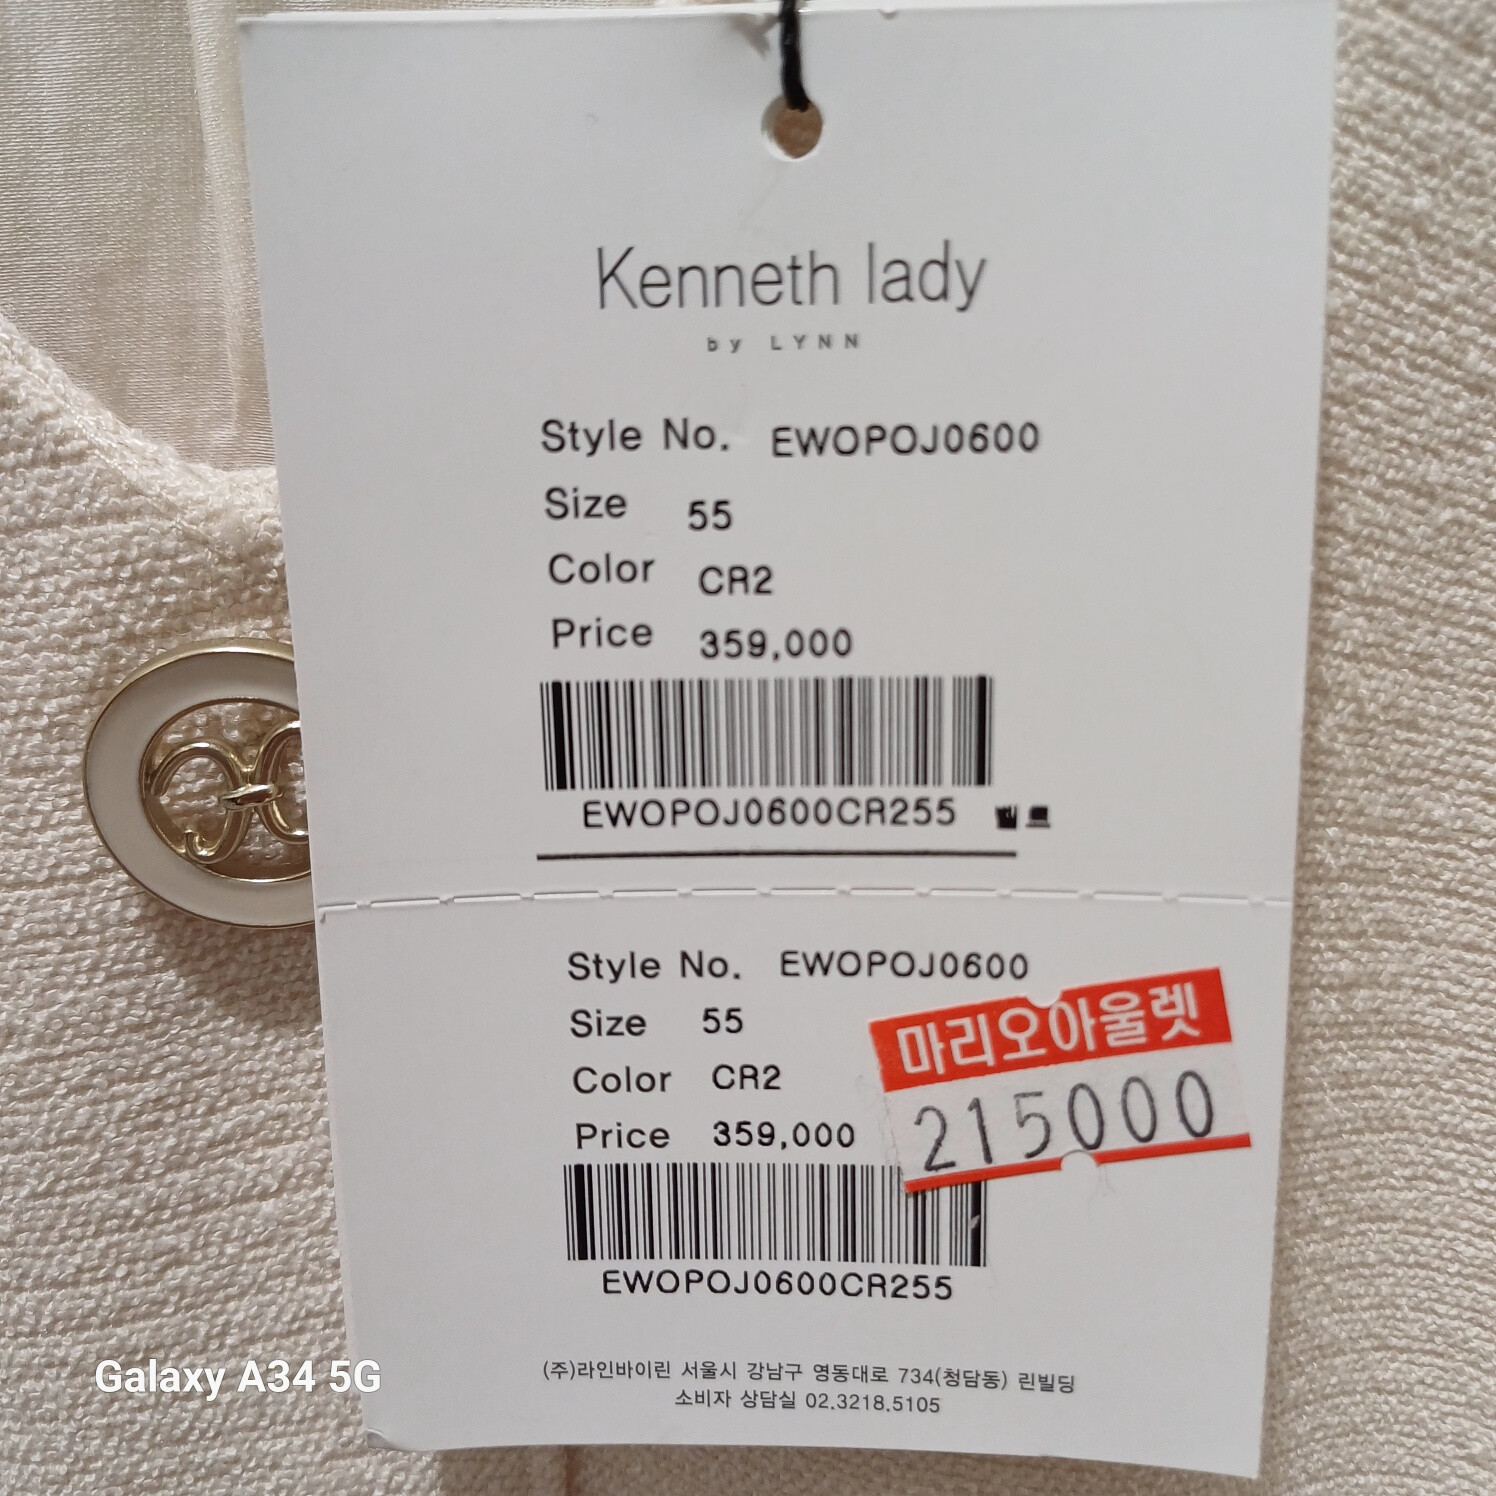 Kenneth lady
by LYNN
Style No. EWOPOJ0600
Size 55
Color CR2
Price 359,000
EWOPOJ0600CR255
Style No. EWOPOJ0600
Size 55
Color CR2
Price 359,000
마리오아울렛
215000
EWOPOJ0600CR255
(주)라인바이린 서울시 강남구 영동대로 734(청담동) 린빌딩
소비자 상담실 02.3218.5105
Galaxy A34 5G